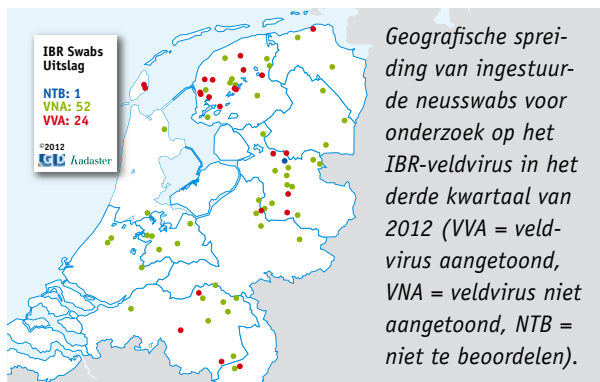 IBR Swabs
Uitslag
NTB: 1
VNA: 52
VVA: 24
©2012
GD kadaster
Geografische sprei-
ding van ingestuur-
de neusswabs voor
onderzoek op het
IBR-veldvirus in het
derde kwartaal van
2012 (VVA = veld-
virus aangetoond,
VNA = veldvirus niet
aangetoond, NTB =
niet te beoordelen).